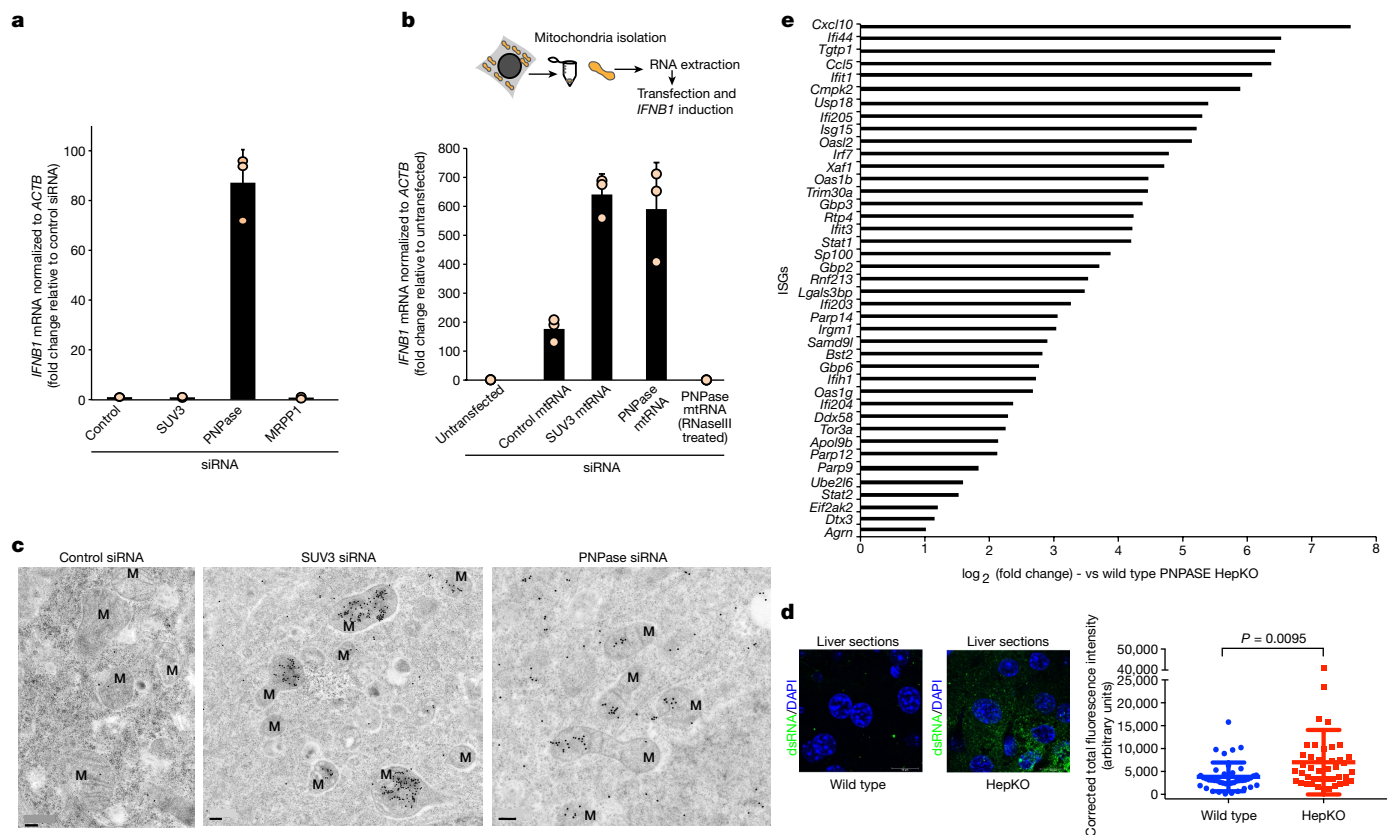 a
IFNB1 mRNA normalized to ACTB
(fold change relative to control siRNA)
100
80
60
40
20
0
Control
SUV3
PNPase
MRPP1
siRNA
b
Mitochondria isolation
RNA extraction
Transfection and
IFNB1 induction
IFNB1 mRNA normalized to ACTB
(fold change relative to untransfected)
800
700
600
500
400
300
200
100
0
Untransfected
Control mtRNA
SUV3 mtRNA
PNPase
mtRNA
PNPase
mtRNA
(RNaseIII
treated)
siRNA
c
Control siRNA
M
M
M
M
M
SUV3 siRNA
M
M
M
M
M
M
M
M
PNPase siRNA
M
M
M
M
M
e
ISGs
Cxcl10
Ifi44
Tgtp1
Ccl5
Ifit1
Cmpk2
Usp18
Ifi205
Isg15
Oasl2
Irf7
Xaf1
Oas1b
Trim30a
Gbp3
Rtp4
Ifit3
Stat1
Sp100
Gbp2
Rnf213
Lgals3bp
Ifi203
Parp14
Irgm1
Samd9l
Bst2
Gbp6
Ifih1
Oas1g
Ifi204
Ddx58
Tor3a
Apol9b
Parp12
Parp9
Ube2l6
Stat2
Eif2ak2
Dtx3
Agrn
0 1 2 3 4 5 6 7 8
log2 (fold change) - vs wild type PNPASE HepKO
d
Liver sections
dsRNA/DAPI
Wild type
Liver sections
dsRNA/DAPI
HepKO
Corrected total fluorescence intensity
(arbitrary units)
P = 0.0095
50,000
40,000
25,000
20,000
15,000
10,000
5,000
0
Wild type
HepKO